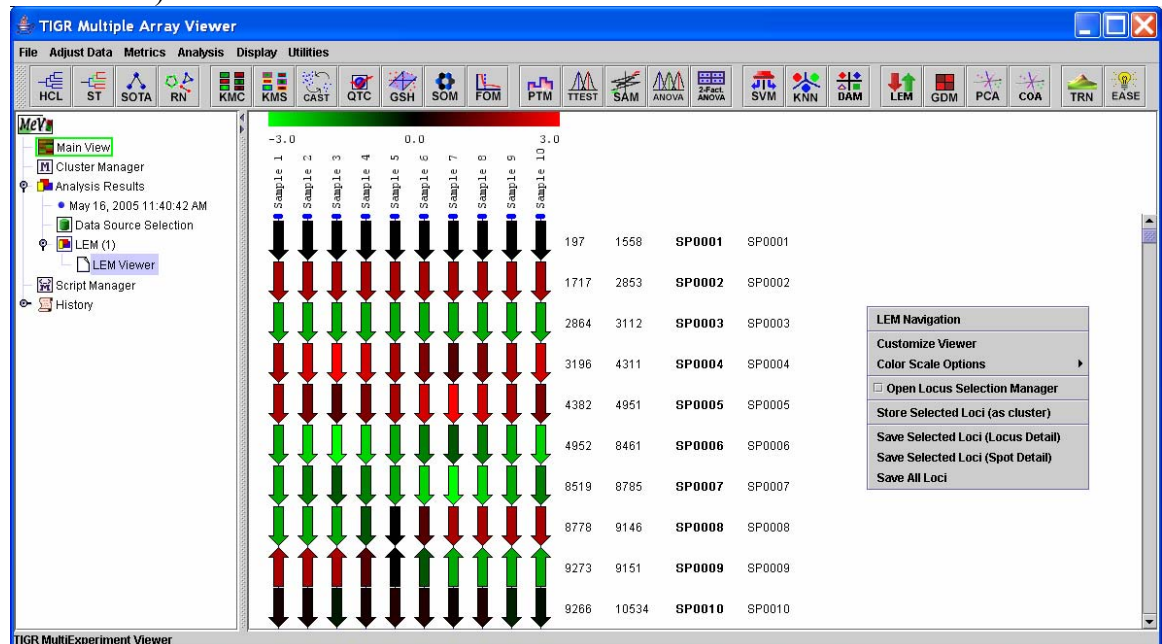 TIGR Multiple Array Viewer
File Adjust Data Metrics Analysis Display Utilities
HCL ST SOTA RN KMC KMS CAST QTC GSH SOM FOM PTM TTEST SAM ANOVA 2-Fact. ANOVA SVM KNN DAM LEM GDM PCA COA TRN EASE
MeV
Main View
Cluster Manager
Analysis Results
May 16, 2005 11:40:42 AM
Data Source Selection
LEM (1)
LEM Viewer
Script Manager
History
-3.0 0.0 3.0
Sample 1
Sample 2
Sample 3
Sample 4
Sample 5
Sample 6
Sample 7
Sample 8
Sample 9
Sample 10
197 1558 SP0001 SP0001
1717 2853 SP0002 SP0002
2864 3112 SP0003 SP0003
3196 4311 SP0004 SP0004
4382 4951 SP0005 SP0005
4952 8461 SP0006 SP0006
8519 8785 SP0007 SP0007
8778 9146 SP0008 SP0008
9273 9151 SP0009 SP0009
9266 10534 SP0010 SP0010
LEM Navigation
Customize Viewer
Color Scale Options
Open Locus Selection Manager
Store Selected Loci (as cluster)
Save Selected Loci (Locus Detail)
Save Selected Loci (Spot Detail)
Save All Loci
TIGR MultiExperiment Viewer